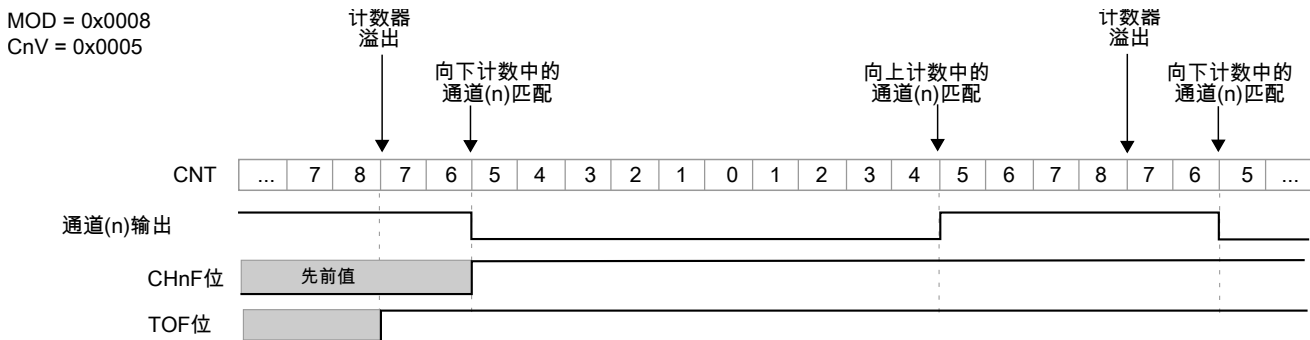 MOD = 0x0008
CnV = 0x0005
计数器
溢出
向下计数中的
通道(n)匹配
向上计数中的
通道(n)匹配
计数器
溢出
向下计数中的
通道(n)匹配
CNT ... 7 8 7 6 5 4 3 2 1 0 1 2 3 4 5 6 7 8 7 6 5 ...
通道(n)输出
CHnF位 先前值
TOF位